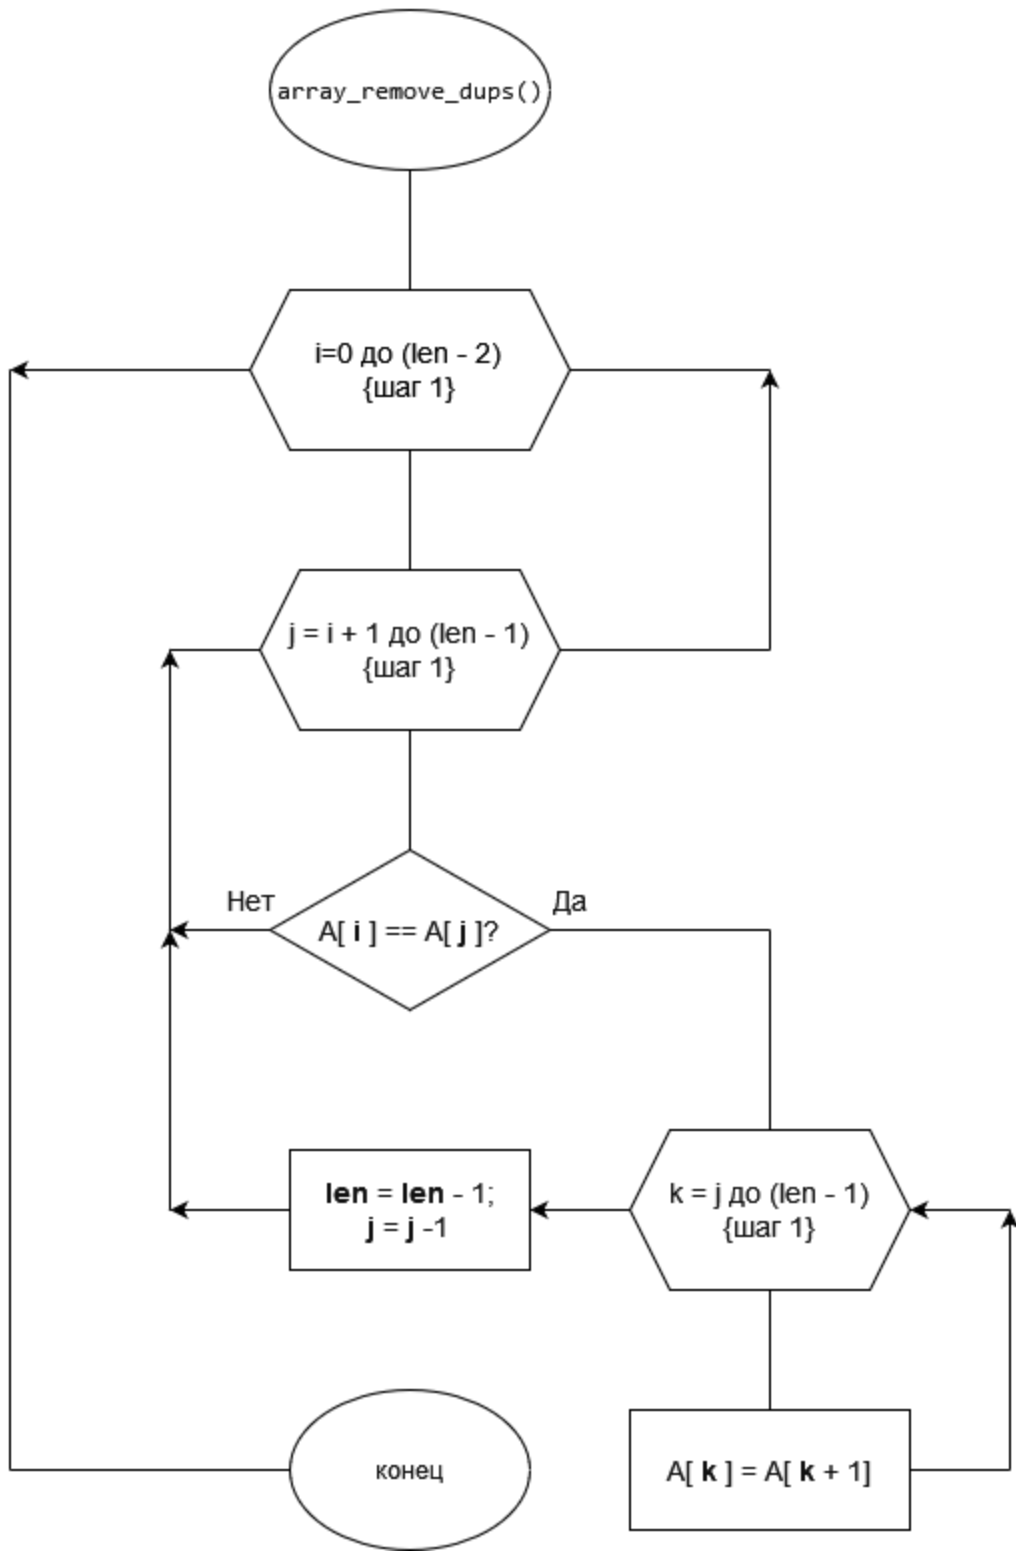 array_remove_dups()
i=0 до (len - 2)
{шаг 1}
j = i + 1 до (len - 1)
{шаг 1}
Нет
Да
A[ i ] == A[ j ]?
len = len - 1;
j = j -1
k = j до (len - 1)
{шаг 1}
конец
A[ k ] = A[ k + 1]